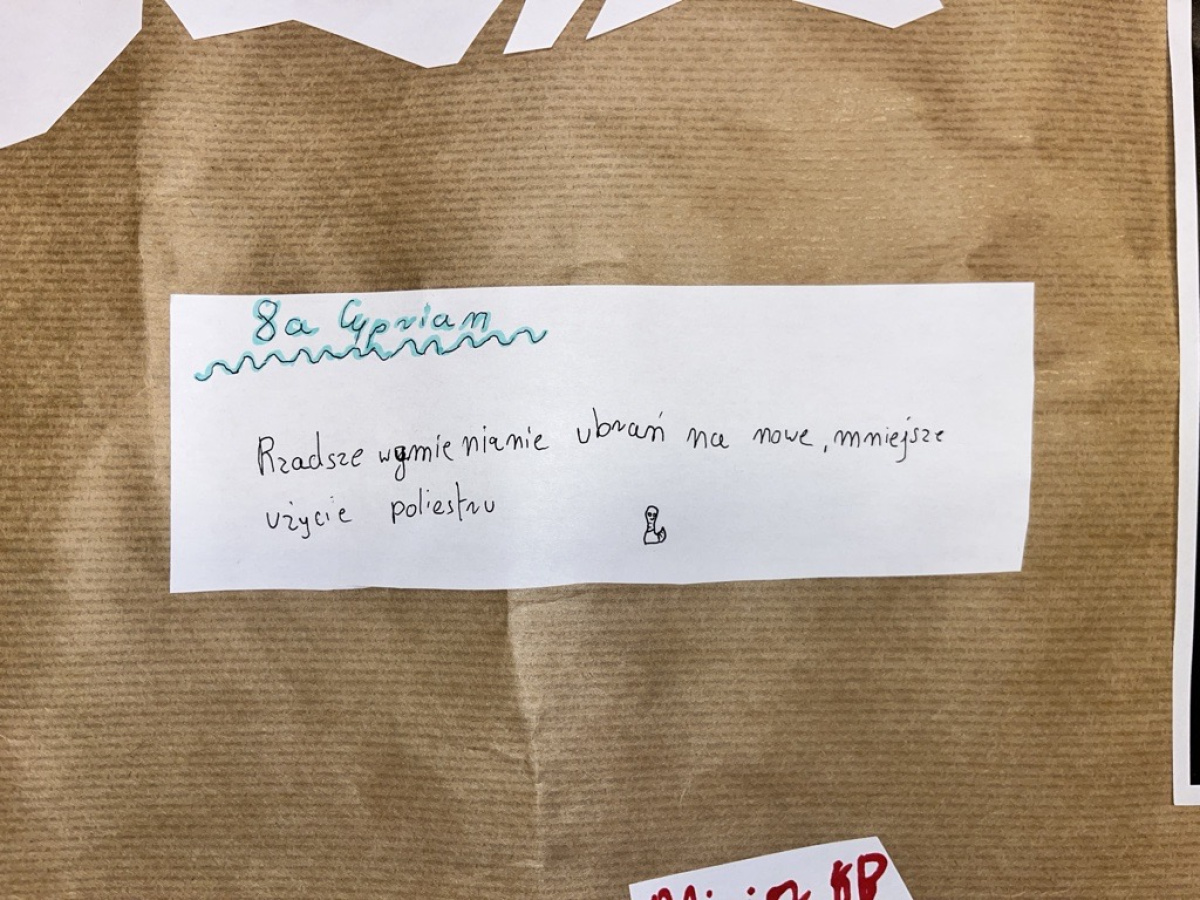 8a Cyprian
Rzadsze wymienianie ubrań na nowe, mniejsze
użycie poliestru